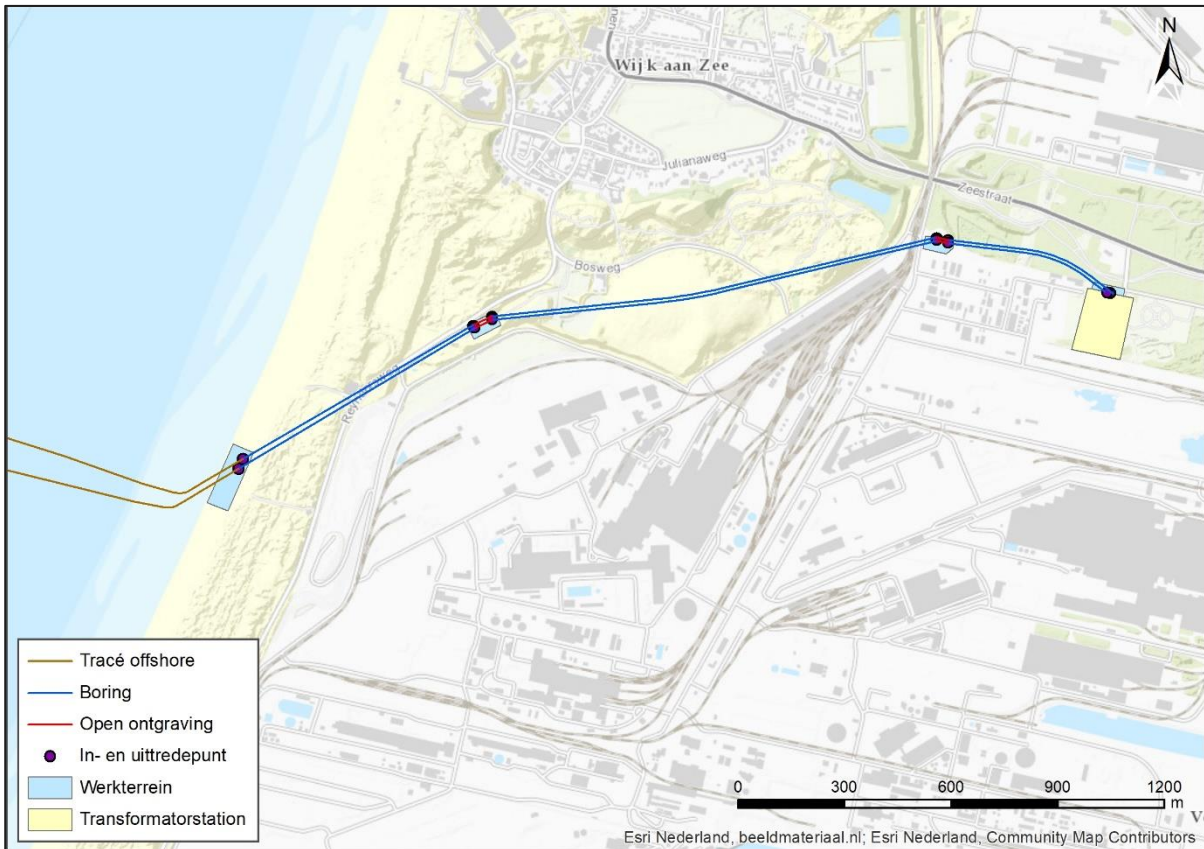 N
Wijk aan Zee
Julianaweg
Zeestraat
Bosweg
Tracé offshore
Boring
Open ontgraving
In- en uittredepunt
Werkterrein
Transformatorstation
0 300 600 900 1200
m
Esri Nederland, beeldmateriaal.nl; Esri Nederland, Community Map Contributors